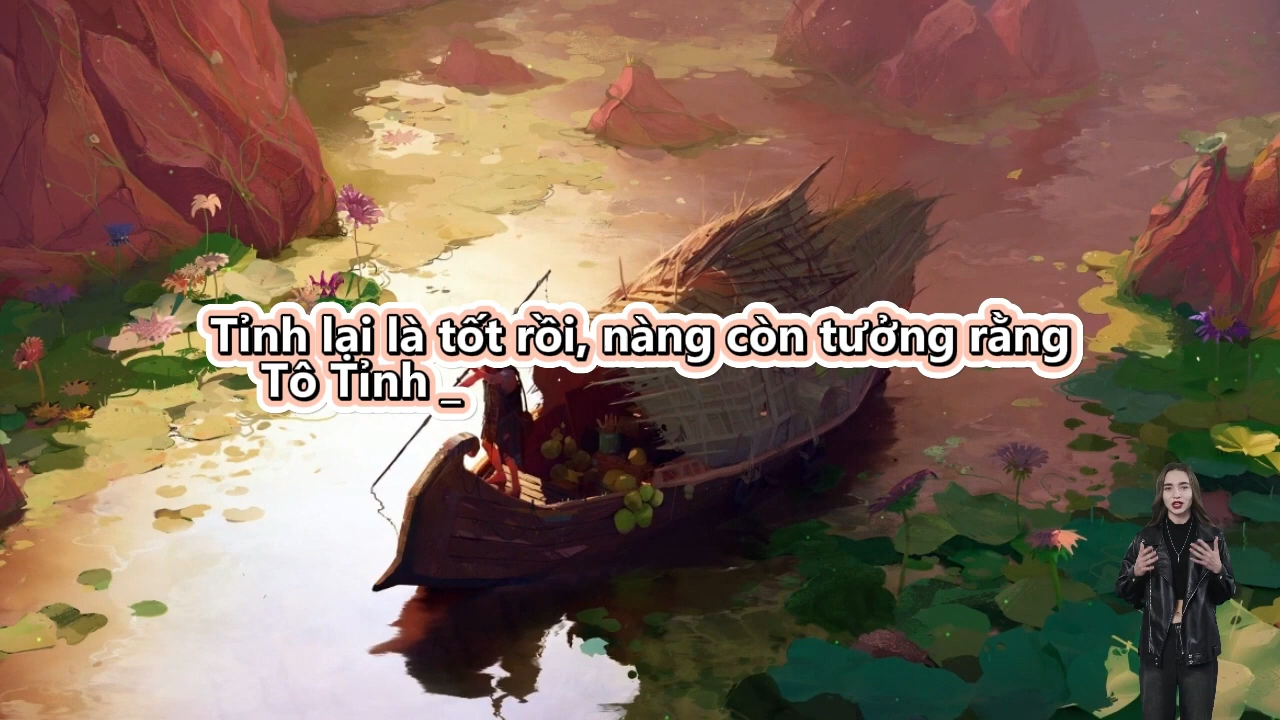 Tỉnh lại là tốt rồi, nàng còn tưởng rằng
Tô Tỉnh _